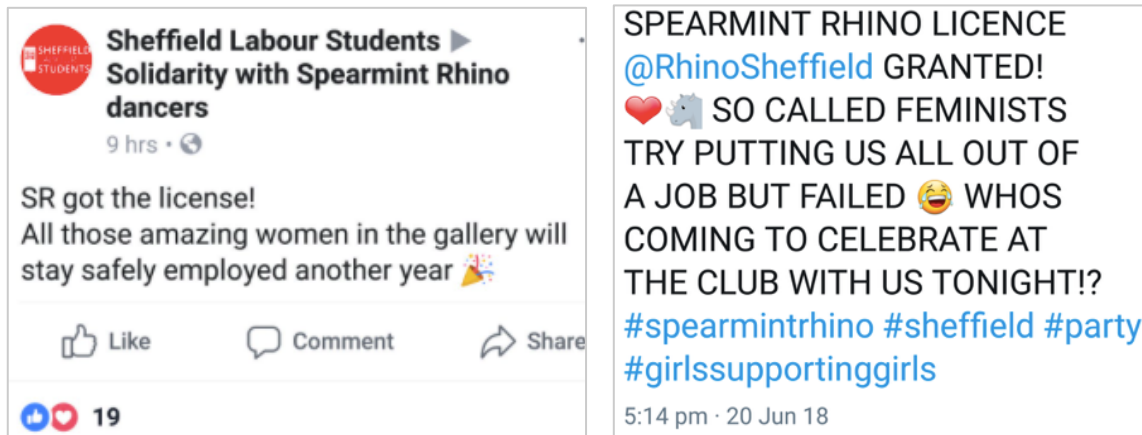 SHEFFIELD
STUDENTS
Sheffield Labour Students ▶
Solidarity with Spearmint Rhino
dancers
9 hrs •
SR got the license!
All those amazing women in the gallery will
stay safely employed another year 🎉
Like Comment Share
19
SPEARMINT RHINO LICENCE
@RhinoSheffield GRANTED!
❤️🦏 SO CALLED FEMINISTS
TRY PUTTING US ALL OUT OF
A JOB BUT FAILED 😂 WHOS
COMING TO CELEBRATE AT
THE CLUB WITH US TONIGHT!?
#spearmintrhino #sheffield #party
#girlssupportinggirls
5:14 pm · 20 Jun 18